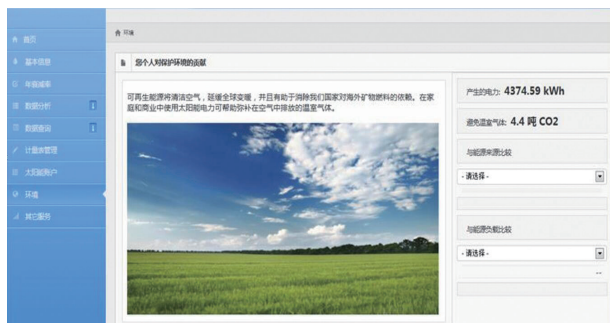 首页
基本信息
年衰减率
数据分析
数据查询
计量表管理
太阳能账户
环境
其它服务
环境
您个人对保护环境的贡献
可再生能源将清洁空气，延缓全球变暖，并且有助于消除我们国家对海外矿物燃料的依赖。在家
庭和商业中使用太阳能电力可帮助你补在空气中排放的温室气体。
产生的电力: 4374.59 kWh
避免温室气体: 4.4 吨 CO2
与能源来源比较
- 请选择 -
与能源负载比较
- 请选择 -
--